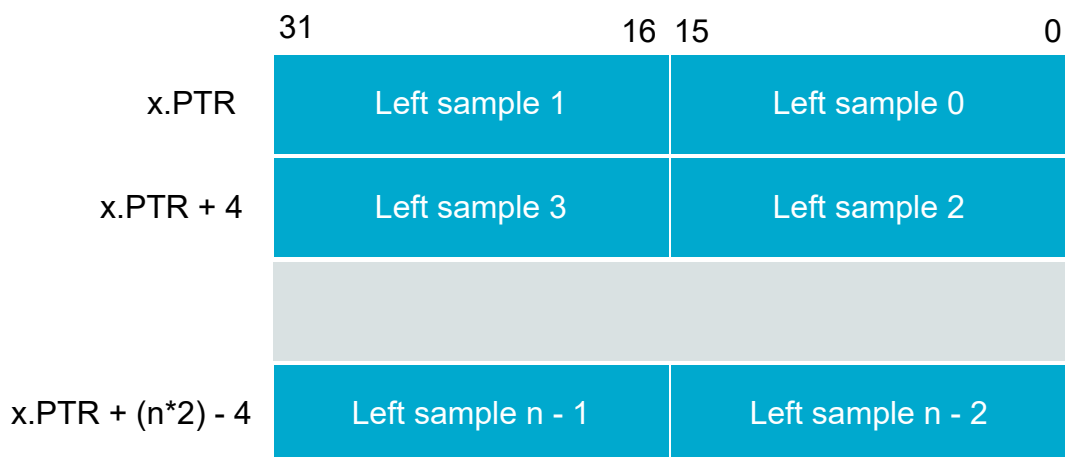 31 16 15 0
x.PTR Left sample 1 Left sample 0
x.PTR + 4 Left sample 3 Left sample 2
x.PTR + (n*2) - 4 Left sample n - 1 Left sample n - 2